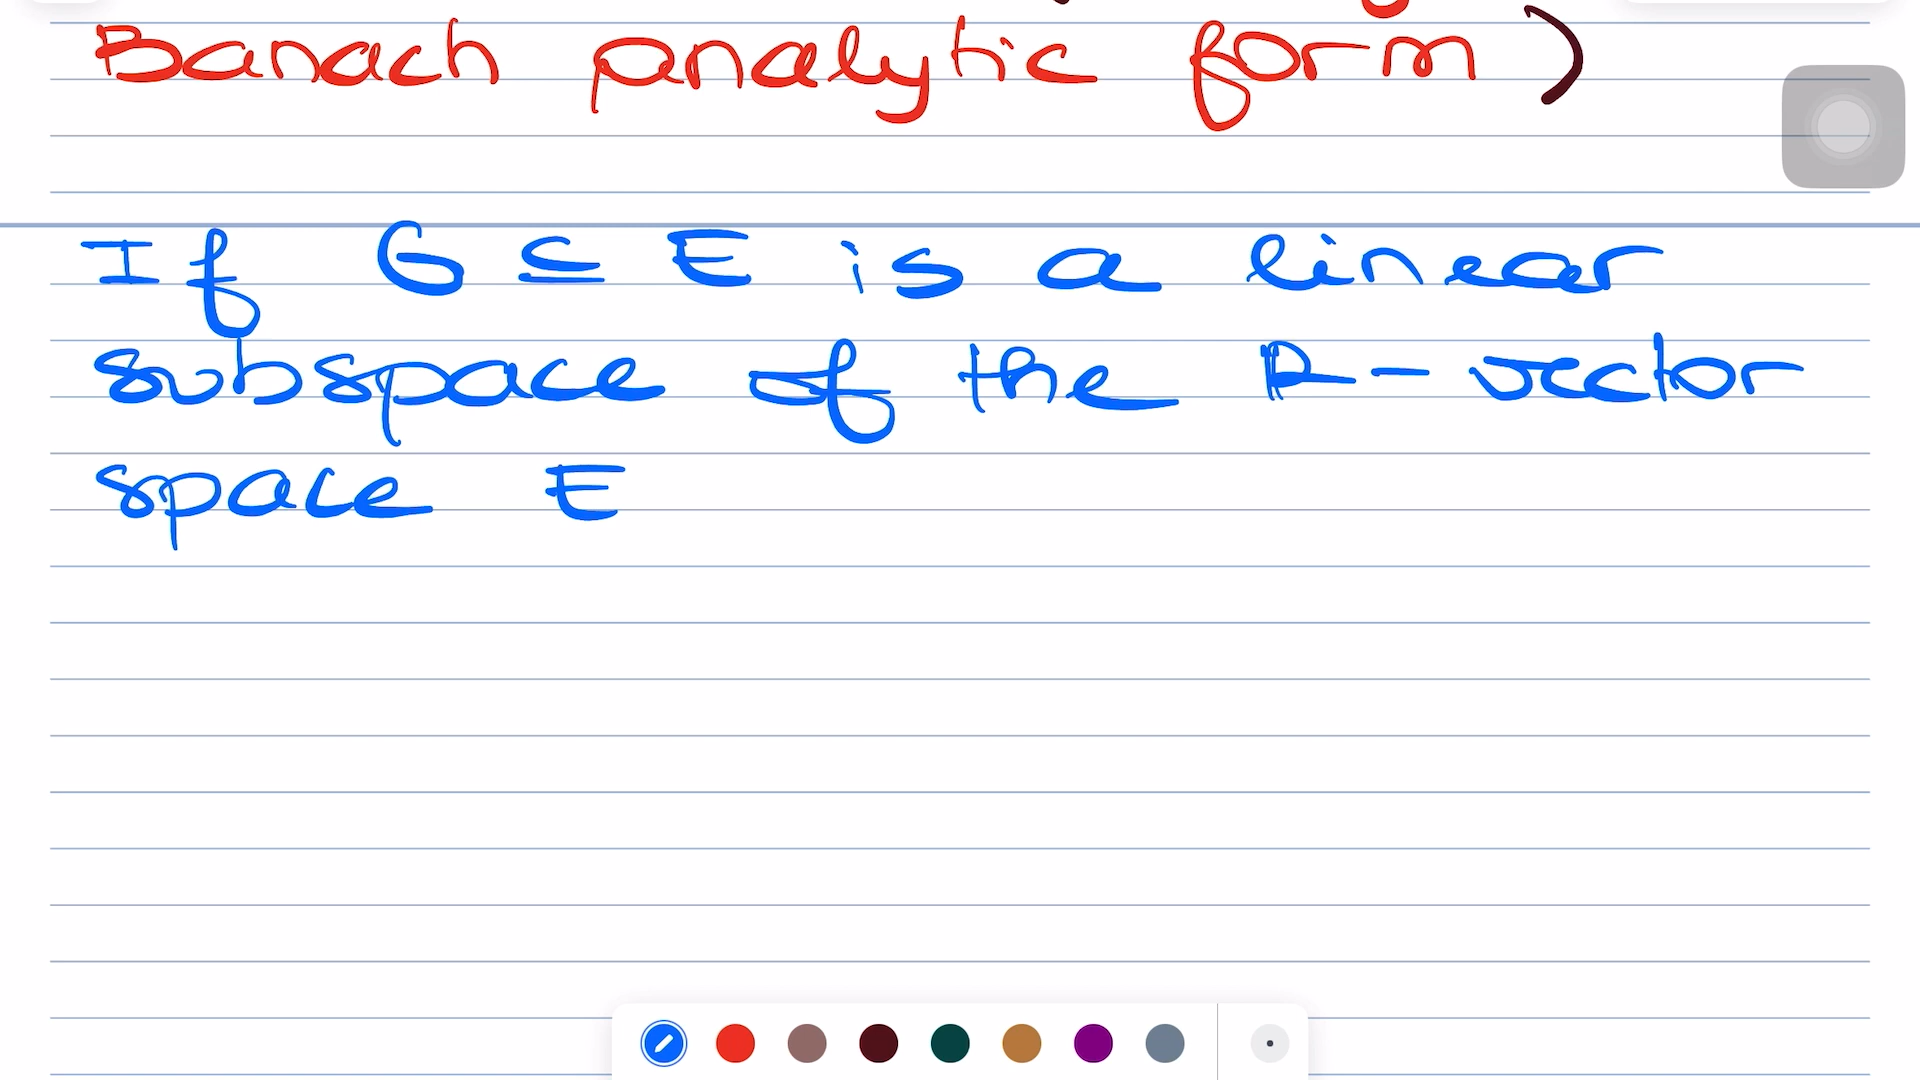 Banach analytic form)
If G ⊆ E is a linear
subspace of the ℝ-vector
space E